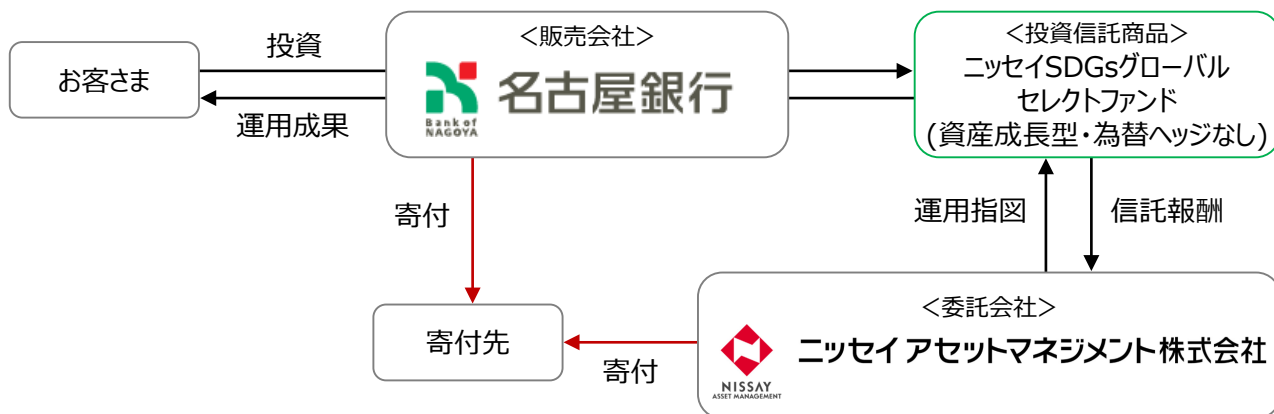 お客さま
投資
運用成果
＜販売会社＞
Bank of
NAGOYA
名古屋銀行
＜投資信託商品＞
ニッセイSDGsグローバル
セレクトファンド
(資産成長型・為替ヘッジなし)
寄付
運用指図
信託報酬
寄付先
寄付
＜委託会社＞
NISSAY
ASSET MANAGEMENT
ニッセイ アセットマネジメント株式会社